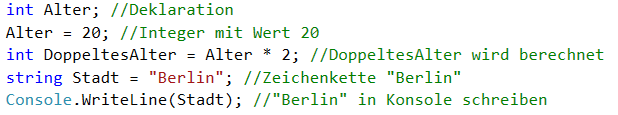 int Alter; //Deklaration
Alter = 20; //Integer mit Wert 20
int DoppeltesAlter = Alter * 2; //DoppeltesAlter wird berechnet
string Stadt = "Berlin"; //Zeichenkette "Berlin"
Console.WriteLine(Stadt); //"Berlin" in Konsole schreiben